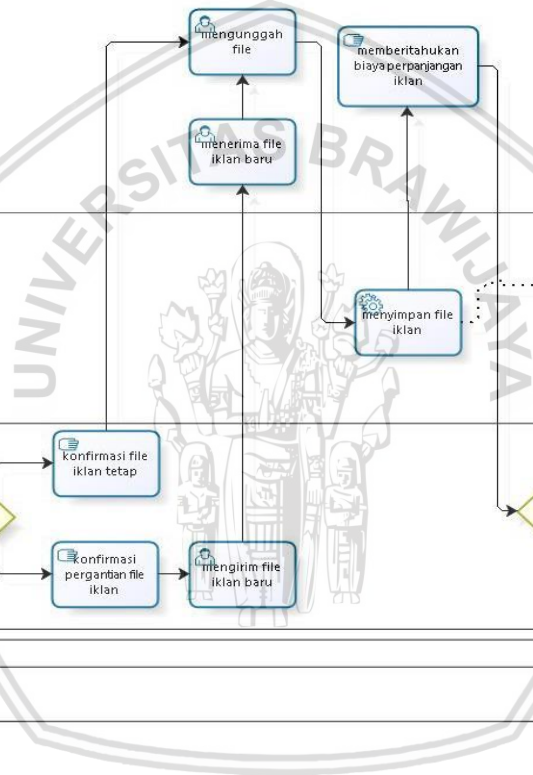 mengunggah
file
memberitahukan
biaya perpanjangan
iklan
menerima file
iklan baru
UNIVERSITAS BRAWIJAYA
menyimpan file
iklan
konfirmasi file
iklan tetap
konfirmasi
pergantian file
iklan
mengirim file
iklan baru